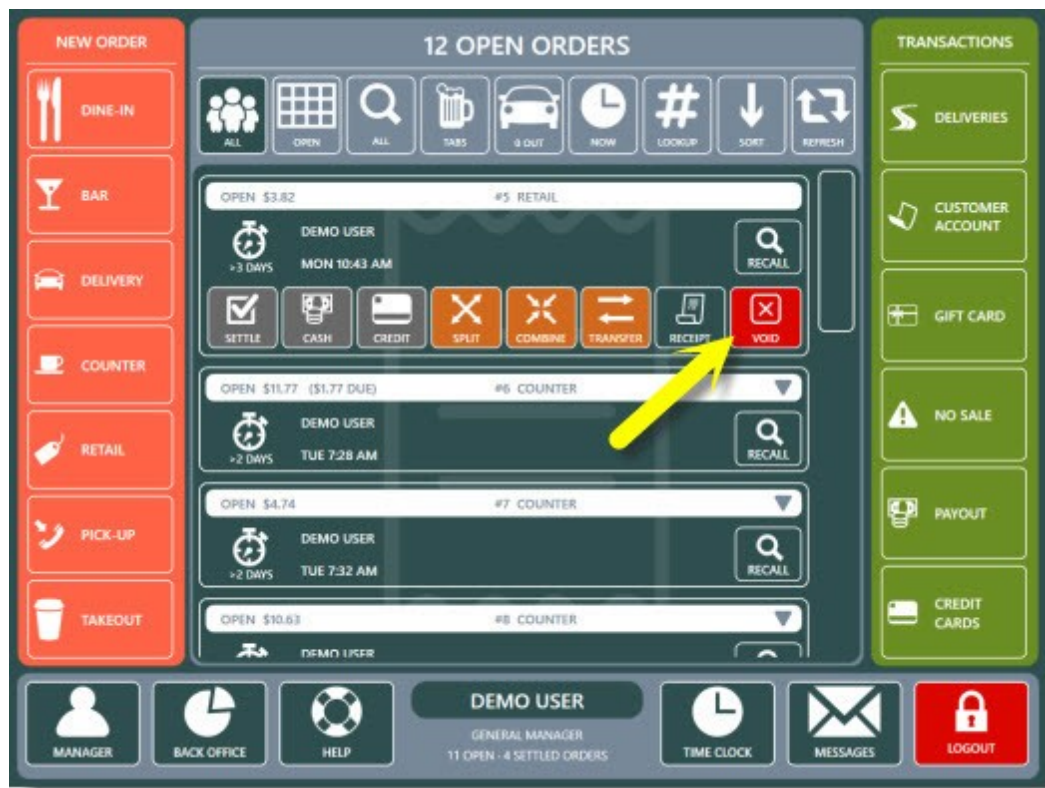 NEW ORDER
DINE-IN
BAR
DELIVERY
COUNTER
RETAIL
PICK-UP
TAKEOUT
12 OPEN ORDERS
ALL
OPEN
ALL
TABS
0 OUT
NOW
LOOKUP
SORT
REFRESH
OPEN $3.82 #5 RETAIL
DEMO USER
>3 DAYS
MON 10:43 AM
RECALL
SETTLE
CASH
CREDIT
SPLIT
COMBINE
TRANSFER
RECEIPT
VOID
OPEN $11.77 ($1.77 DUE) #6 COUNTER
DEMO USER
>2 DAYS
TUE 7:28 AM
RECALL
OPEN $4.74 #7 COUNTER
DEMO USER
>2 DAYS
TUE 7:32 AM
RECALL
OPEN $10.63 #8 COUNTER
DEMO USER
TRANSACTIONS
DELIVERIES
CUSTOMER
ACCOUNT
GIFT CARD
NO SALE
PAYOUT
CREDIT
CARDS
MANAGER
BACK OFFICE
HELP
DEMO USER
GENERAL MANAGER
11 OPEN - 4 SETTLED ORDERS
TIME CLOCK
MESSAGES
LOGOUT